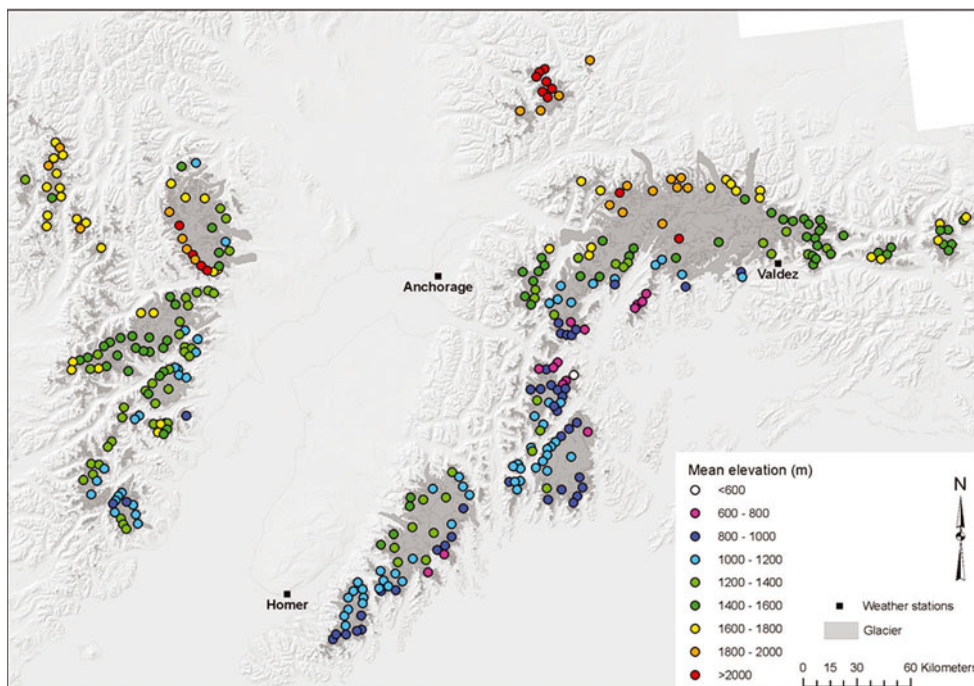 Anchorage
Valdez
Homer
Mean elevation (m)
<600
600 - 800
800 - 1000
1000 - 1200
1200 - 1400
1400 - 1600
1600 - 1800
1800 - 2000
>2000
N
Weather stations
Glacier
0 15 30 60 Kilometers